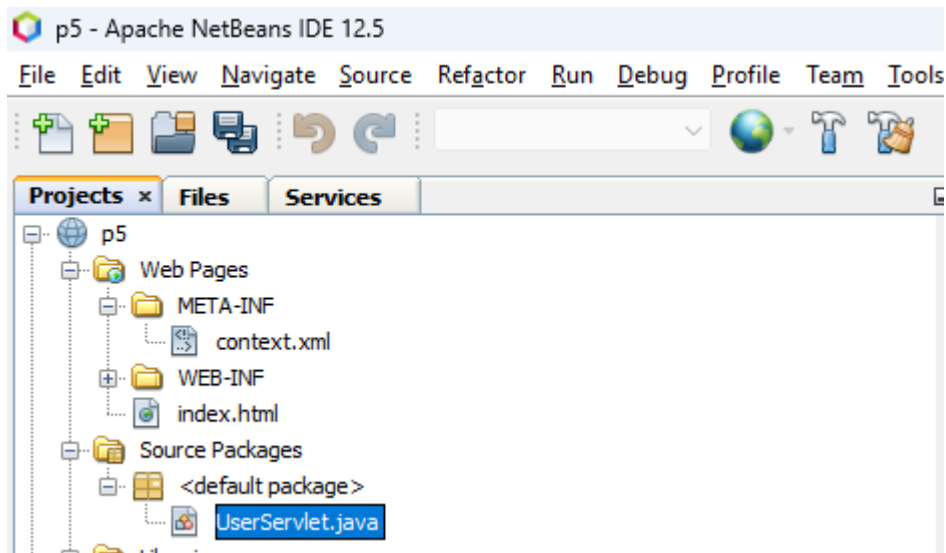 p5 - Apache NetBeans IDE 12.5
File Edit View Navigate Source Refactor Run Debug Profile Team Tools
Projects × Files Services
p5
Web Pages
META-INF
context.xml
WEB-INF
index.html
Source Packages
<default package>
UserServlet.java